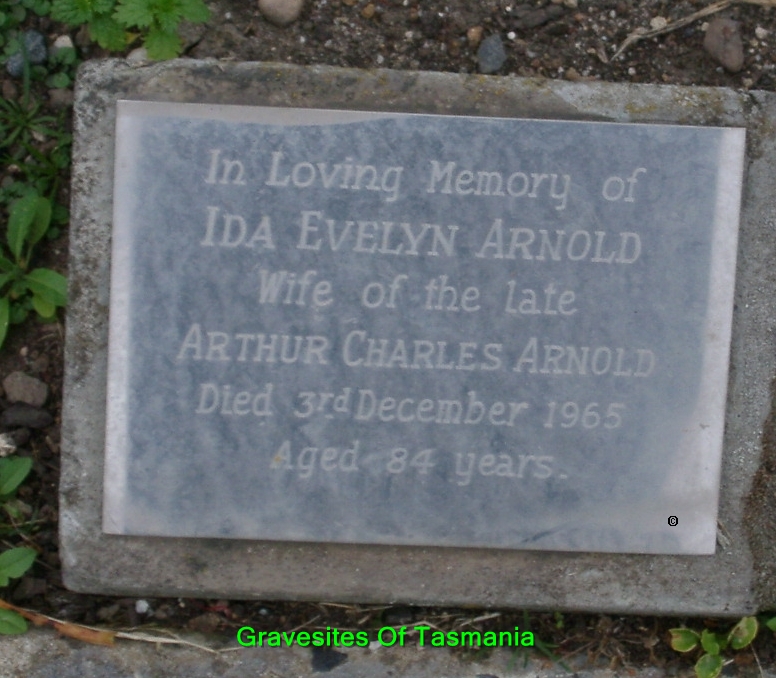 In Loving Memory of
IDA EVELYN ARNOLD
Wife of the late
ARTHUR CHARLES ARNOLD
Died 3rd December 1965
Aged 84 years.
©
Gravesites Of Tasmania